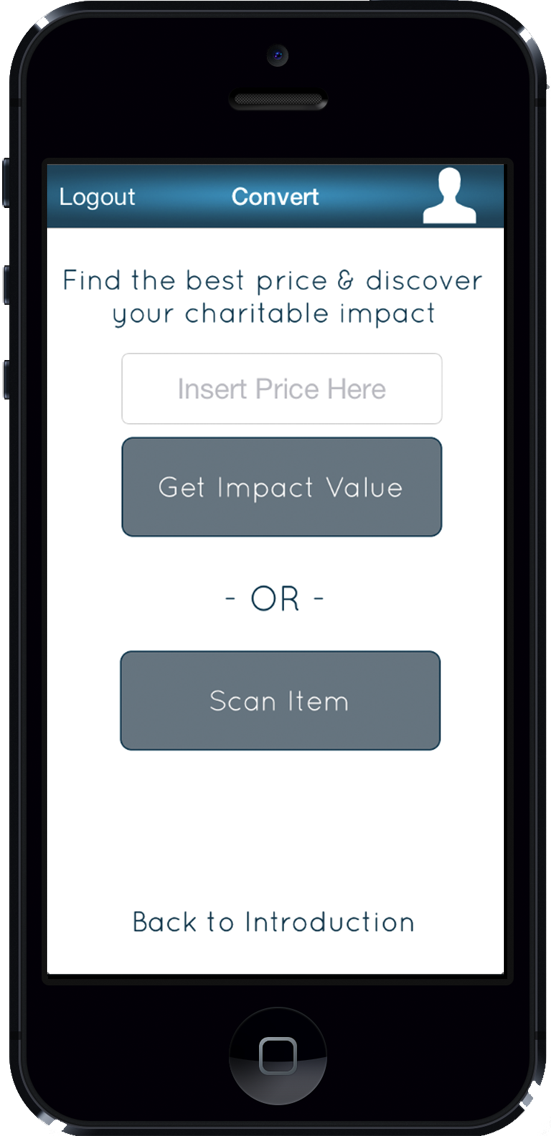 Logout Convert
Find the best price & discover
your charitable impact
Insert Price Here
Get Impact Value
- OR -
Scan Item
Back to Introduction